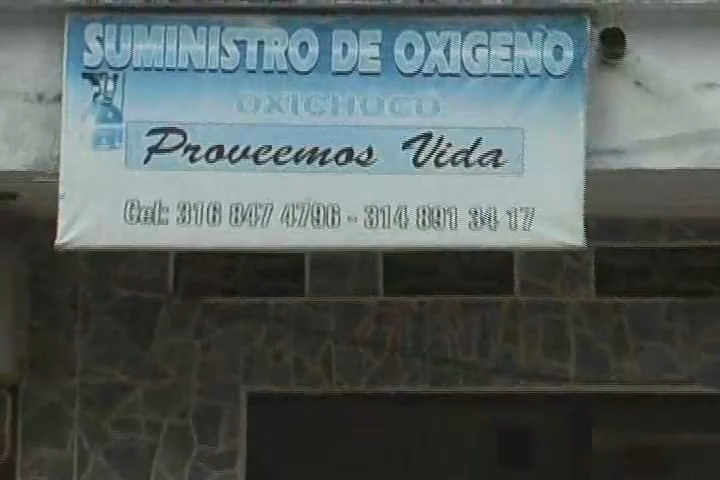 SUMINISTRO DE OXIGENO
OXICHOCO
Proveemos Vida
Cel: 316 847 4796 - 314 891 34 17